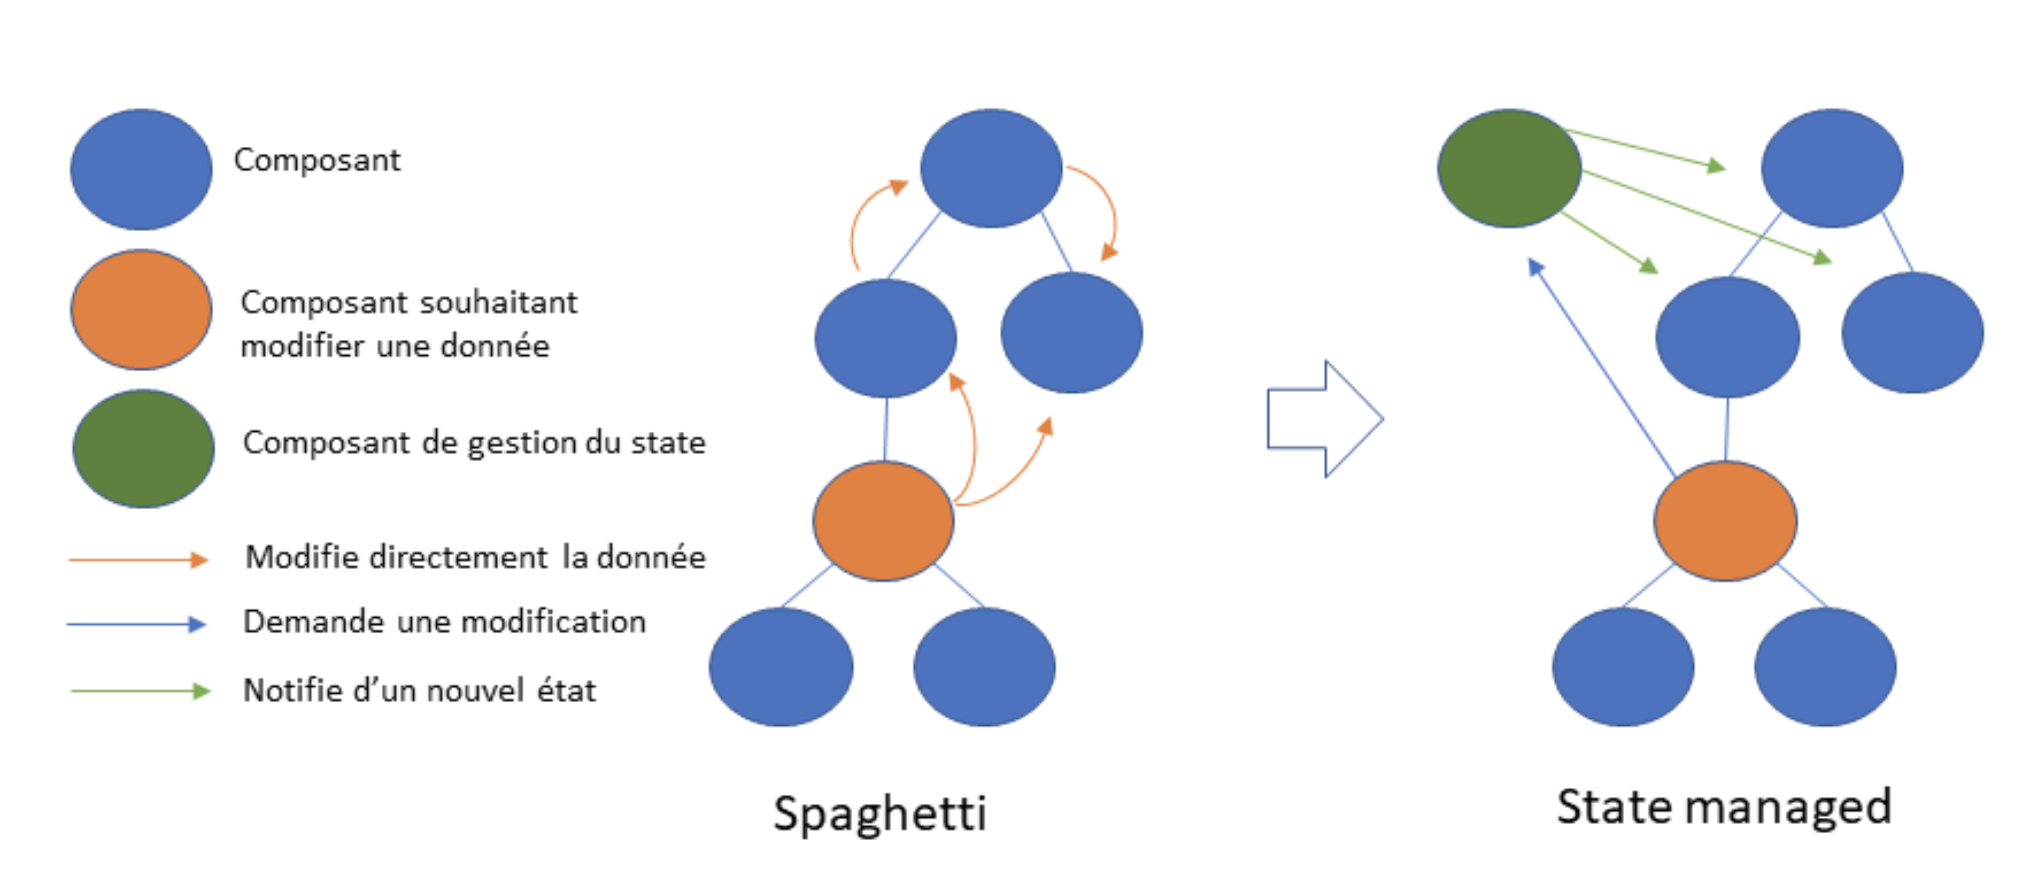 Composant
Composant souhaitant
modifier une donnée
Composant de gestion du state
Modifie directement la donnée
Demande une modification
Notifie d’un nouvel état
Spaghetti
State managed